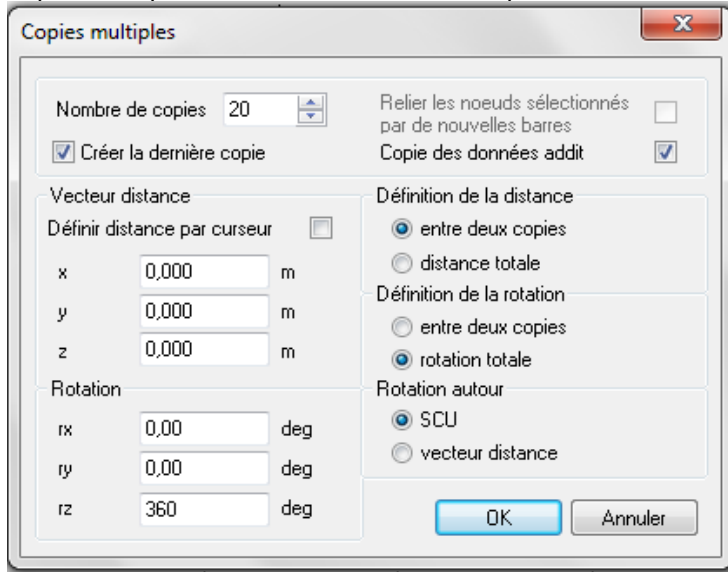 Copies multiples
Nombre de copies 20
Relier les noeuds sélectionnés
par de nouvelles barres
Créer la dernière copie
Copie des données addit
Vecteur distance
Définir distance par curseur
x 0,000 m
y 0,000 m
z 0,000 m
Définition de la distance
entre deux copies
distance totale
Définition de la rotation
entre deux copies
rotation totale
Rotation
rx 0,00 deg
ry 0,00 deg
rz 360 deg
Rotation autour
SCU
vecteur distance
OK
Annuler